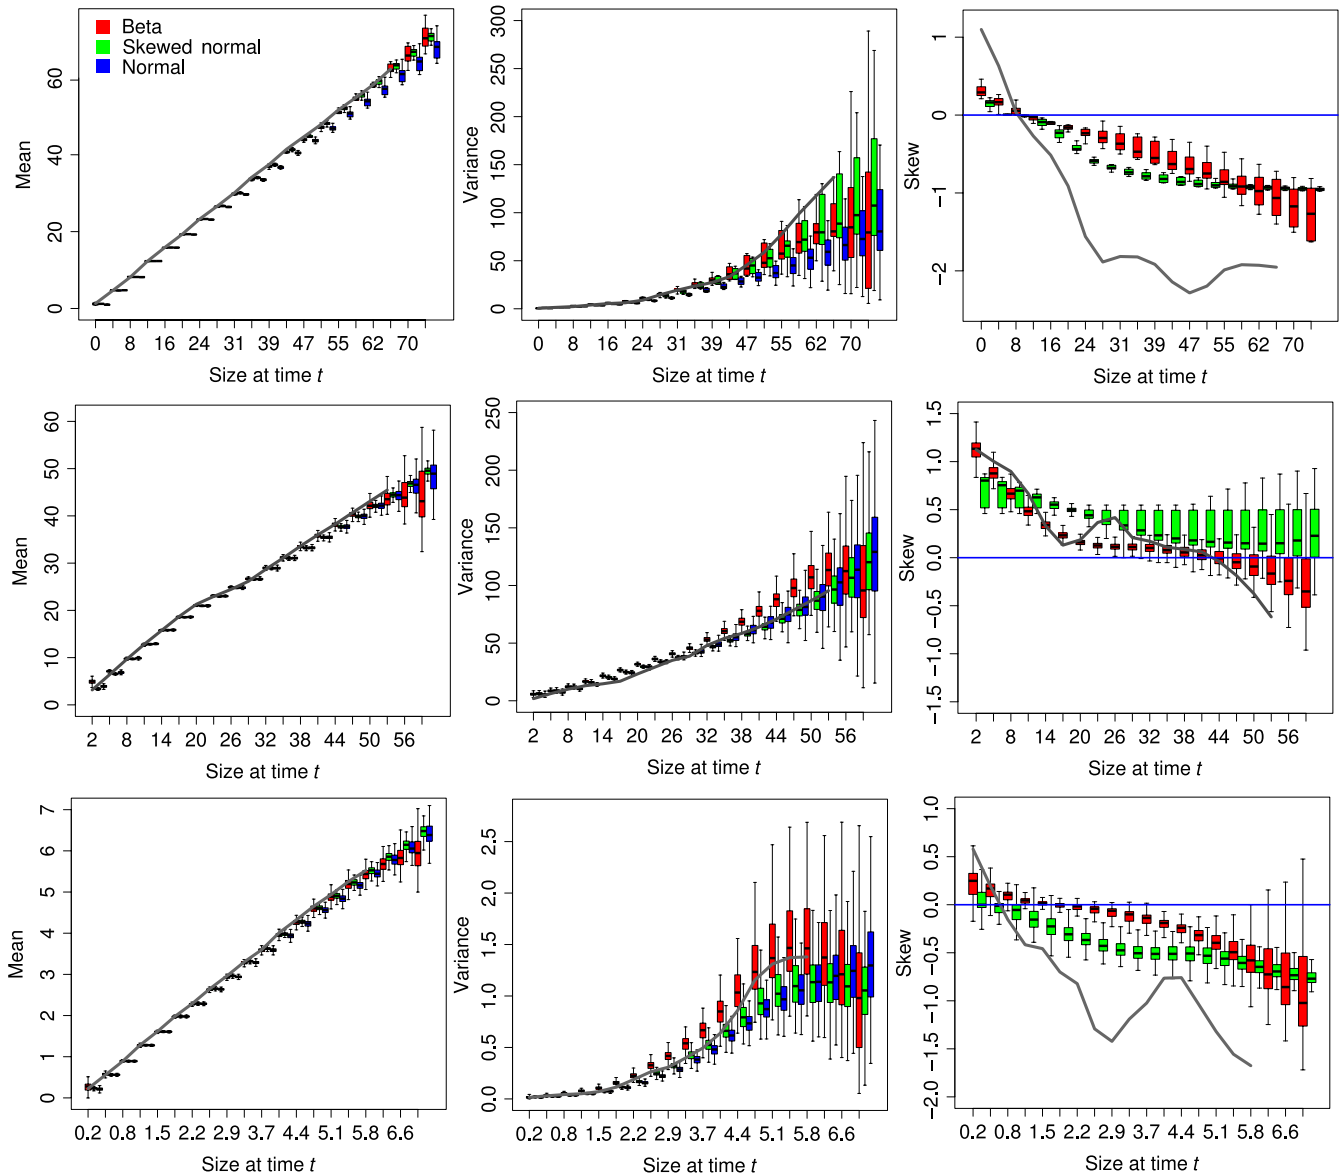 Beta
Skewed normal
Normal
Mean
0 20 40 60
0 8 16 24 31 39 47 55 62 70
Size at time t
Variance
0 50 100 150 200 250 300
0 8 16 24 31 39 47 55 62 70
Size at time t
Skew
−2 −1 0 1
0 8 16 24 31 39 47 55 62 70
Size at time t
Mean
0 10 20 30 40 50 60
2 8 14 20 26 32 38 44 50 56
Size at time t
Variance
0 50 100 150 200 250
2 8 14 20 26 32 38 44 50 56
Size at time t
Skew
−1.5 −1.0 −0.5 0.0 0.5 1.0 1.5
2 8 14 20 26 32 38 44 50 56
Size at time t
Mean
0 1 2 3 4 5 6 7
0.2 0.8 1.5 2.2 2.9 3.7 4.4 5.1 5.8 6.6
Size at time t
Variance
0.0 0.5 1.0 1.5 2.0 2.5
0.2 0.8 1.5 2.2 2.9 3.7 4.4 5.1 5.8 6.6
Size at time t
Skew
−2.0 −1.5 −1.0 −0.5 0.0 0.5 1.0
0.2 0.8 1.5 2.2 2.9 3.7 4.4 5.1 5.8 6.6
Size at time t